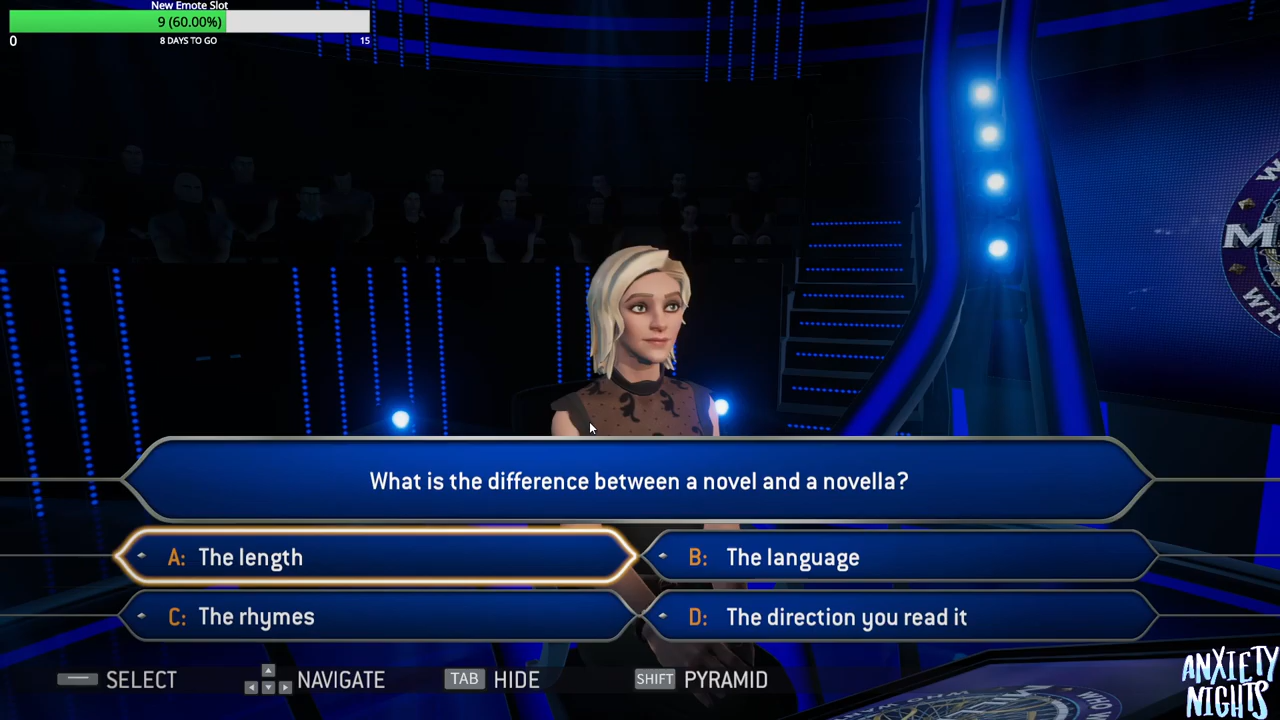 New Emote Slot
9 (60.00%)
0 8 DAYS TO GO 15
What is the difference between a novel and a novella?
A: The length
B: The language
C: The rhymes
D: The direction you read it
SELECT NAVIGATE TAB HIDE SHIFT PYRAMID
ANXIETY
NIGHTS